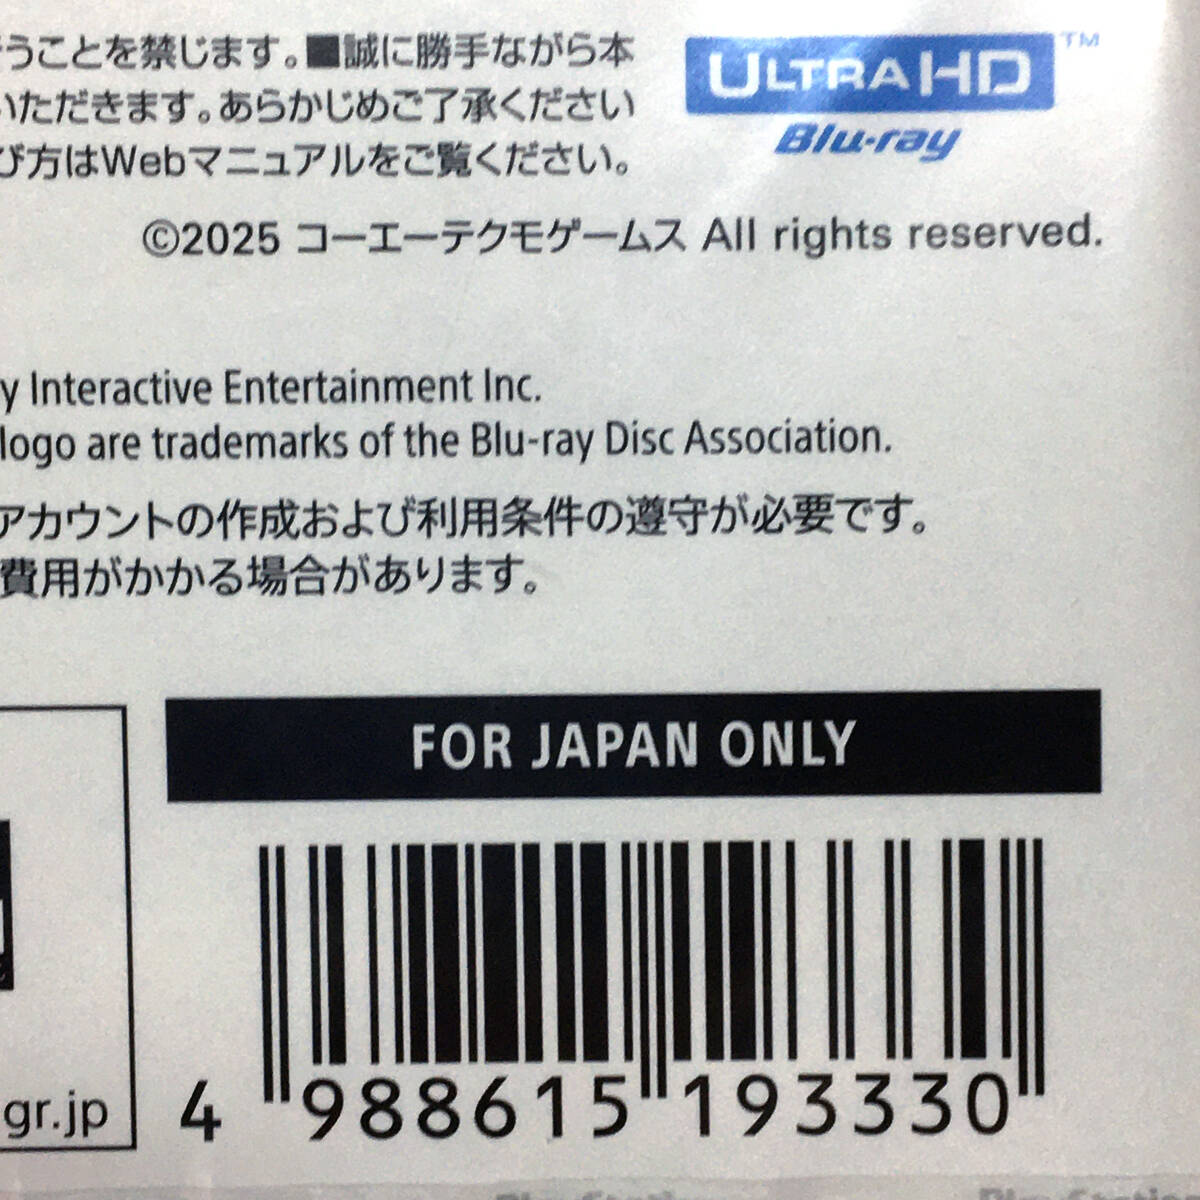 うことを禁じます。■誠に勝手ながら本
いただきます。あらかじめご了承ください
び方はWebマニュアルをご覧ください。
ULTRA HD™
Blu-ray
©2025 コーエーテクモゲームス All rights reserved.
y Interactive Entertainment Inc.
logo are trademarks of the Blu-ray Disc Association.
アカウントの作成および利用条件の遵守が必要です。
費用がかかる場合があります。
FOR JAPAN ONLY
gr.jp
4 988615 193330